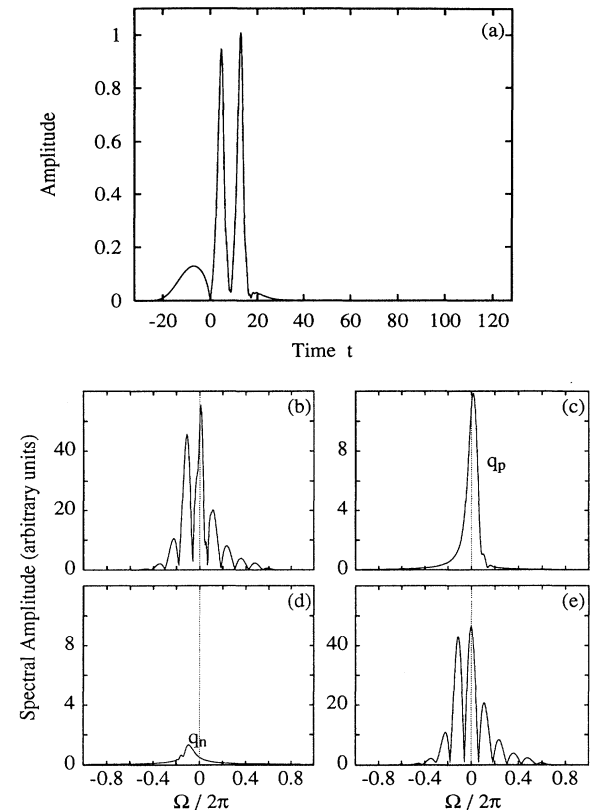 (a)
1
0.8
0.6
0.4
0.2
0
Amplitude
-20 0 20 40 60 80 100 120
Time t
(b)
40
20
0
(c)
8
4
0
q_p
(d)
8
4
0
q_n
(e)
40
20
0
Spectral Amplitude (arbitrary units)
-0.8 -0.4 0 0.4 0.8
-0.8 -0.4 0 0.4 0.8
Ω / 2π
Ω / 2π